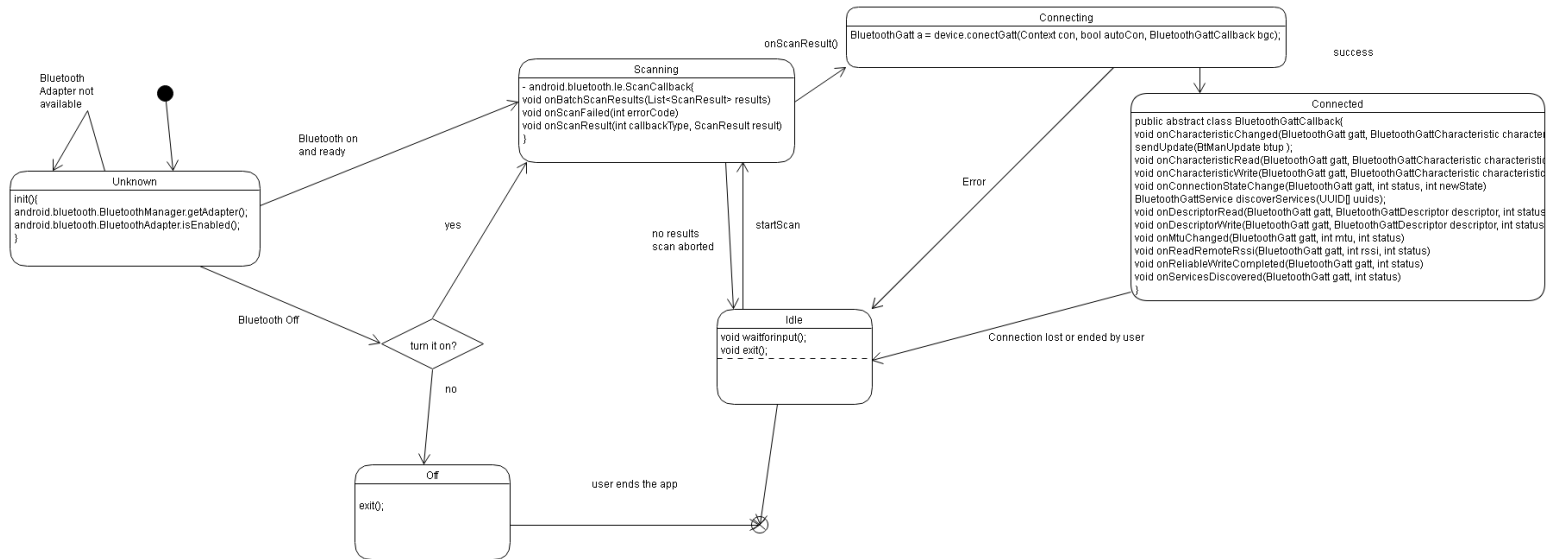 Connecting
BluetoothGatt a = device.conectGatt(Context con, bool autoCon, BluetoothGattCallback bgc);
onScanResult()
success
Bluetooth
Adapter not
available
Scanning
- android.bluetooth.le.ScanCallback{
void onBatchScanResults(List<ScanResult> results)
void onScanFailed(int errorCode)
void onScanResult(int callbackType, ScanResult result)
}
Connected
public abstract class BluetoothGattCallback{
void onCharacteristicChanged(BluetoothGatt gatt, BluetoothGattCharacteristic character
sendUpdate(BtManUpdate btup );
void onCharacteristicRead(BluetoothGatt gatt, BluetoothGattCharacteristic characteristic
void onCharacteristicWrite(BluetoothGatt gatt, BluetoothGattCharacteristic characteristic
void onConnectionStateChange(BluetoothGatt gatt, int status, int newState)
BluetoothGattService discoverServices(UUID[] uuids);
void onDescriptorRead(BluetoothGatt gatt, BluetoothGattDescriptor descriptor, int status
void onDescriptorWrite(BluetoothGatt gatt, BluetoothGattDescriptor descriptor, int status
void onMtuChanged(BluetoothGatt gatt, int mtu, int status)
void onReadRemoteRssi(BluetoothGatt gatt, int rssi, int status)
void onReliableWriteCompleted(BluetoothGatt gatt, int status)
void onServicesDiscovered(BluetoothGatt gatt, int status)
}
Bluetooth on
and ready
Unknown
init(){
android.bluetooth.BluetoothManager.getAdapter();
android.bluetooth.BluetoothAdapter.isEnabled();
}
Error
yes
no results
scan aborted
startScan
Bluetooth Off
turn it on?
Idle
void waitforinput();
void exit();
Connection lost or ended by user
no
Off
exit();
user ends the app